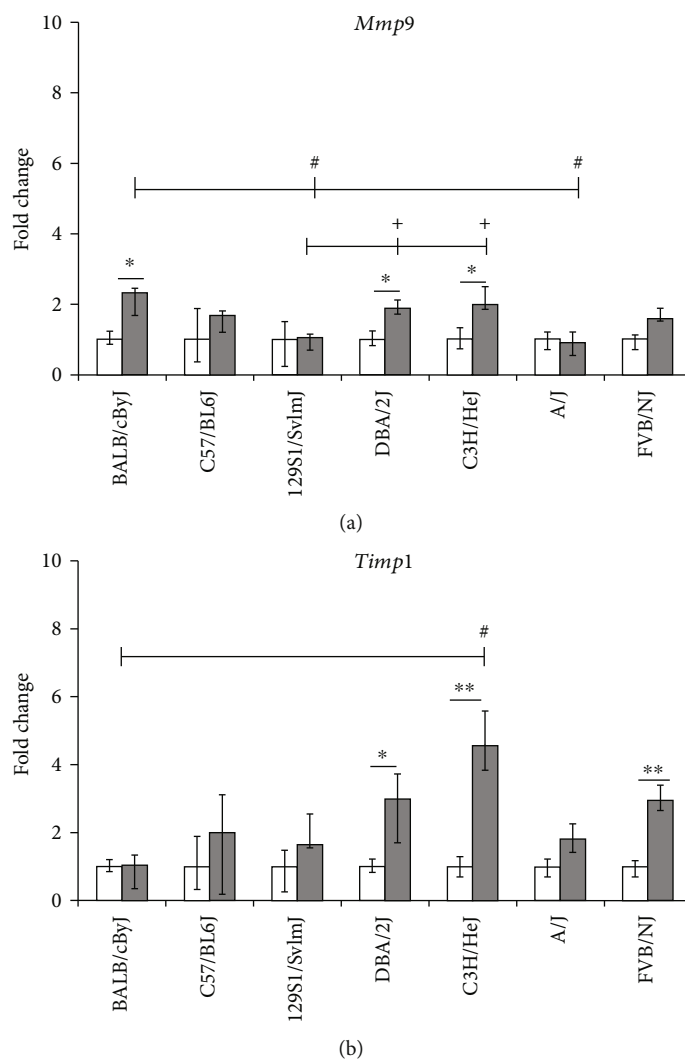 Mmp9
10
8
6
4
2
0
Fold change
#
#
+
+
*
*
*
BALB/cByJ
C57/BL6J
129S1/SvlmJ
DBA/2J
C3H/HeJ
A/J
FVB/NJ
(a)
Timp1
10
8
6
4
2
0
Fold change
#
**
*
**
BALB/cByJ
C57/BL6J
129S1/SvlmJ
DBA/2J
C3H/HeJ
A/J
FVB/NJ
(b)